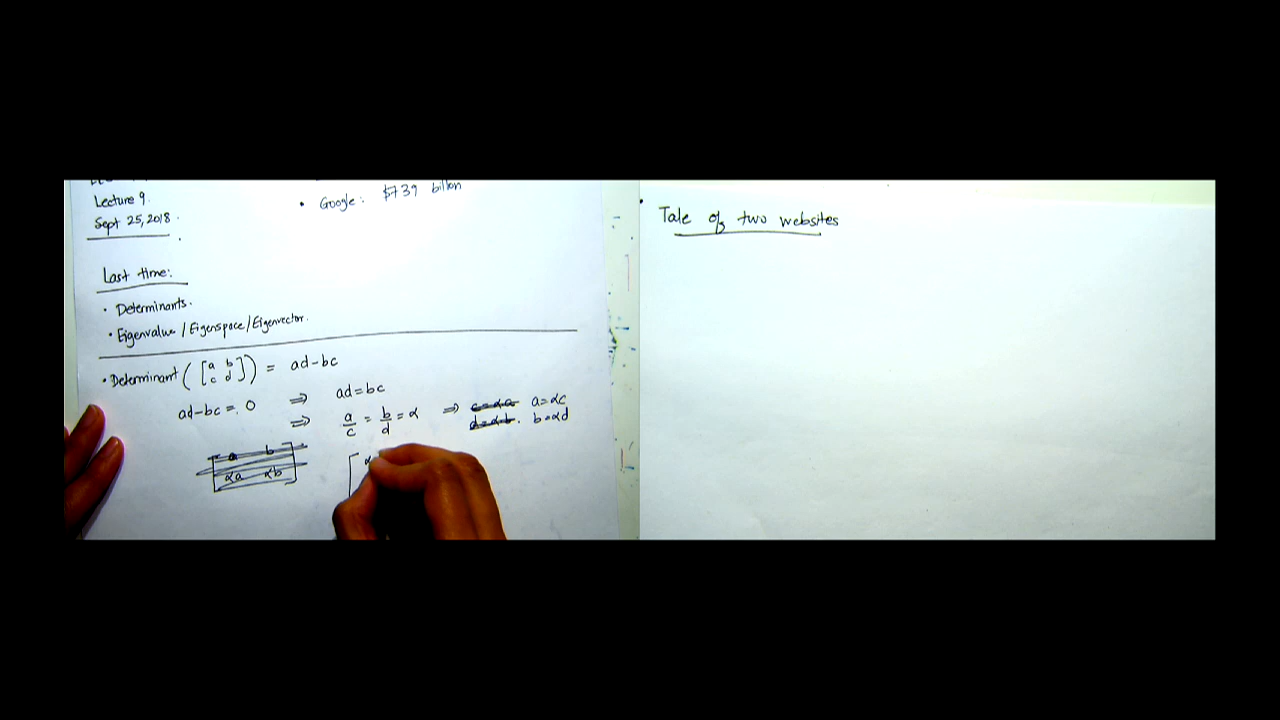 Lecture 9.
Sept 25, 2018
• Google: $739 billion
Last time:
• Determinants.
• Eigenvalue / Eigenspace / Eigenvector.
• Determinant ( [ a b
c d ] ) = ad-bc
ad-bc = 0 ⇒ ad=bc
⇒ a/c = b/d = α ⇒ a=αc
b=αd
a b
αa αb
[ α
Tale of two websites